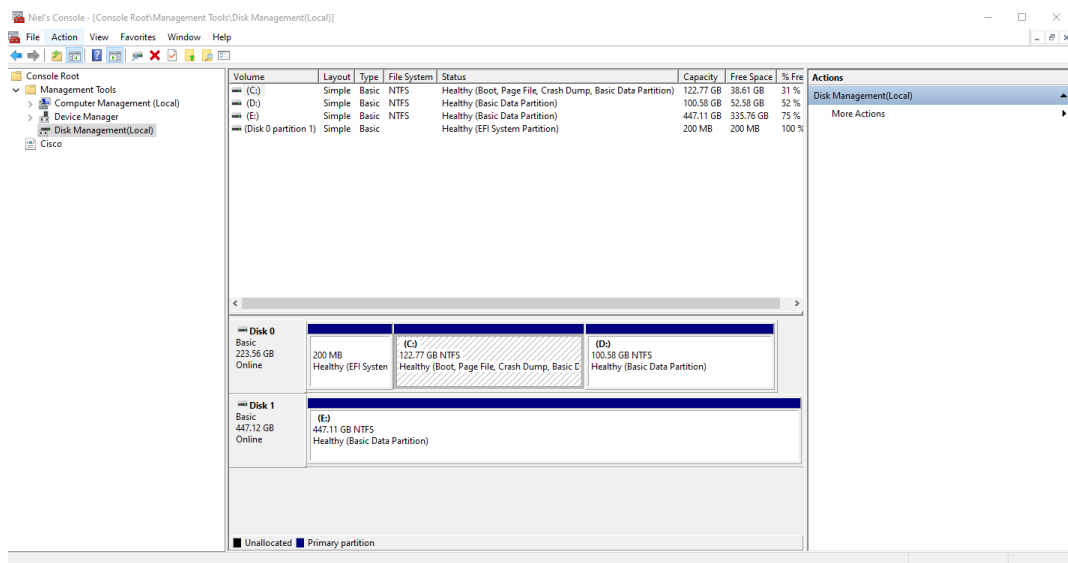 Niel's Console - [Console Root\Management Tools\Disk Management(Local)]
File Action View Favorites Window Help
Console Root
Management Tools
Computer Management (Local)
Device Manager
Disk Management(Local)
Cisco
Volume Layout Type File System Status Capacity Free Space % Fre
(C:) Simple Basic NTFS Healthy (Boot, Page File, Crash Dump, Basic Data Partition) 122.77 GB 38.61 GB 31 %
(D:) Simple Basic NTFS Healthy (Basic Data Partition) 100.58 GB 52.58 GB 52 %
(E:) Simple Basic NTFS Healthy (Basic Data Partition) 447.11 GB 335.76 GB 75 %
(Disk 0 partition 1) Simple Basic Healthy (EFI System Partition) 200 MB 200 MB 100 %
Disk 0
Basic
223.56 GB
Online
200 MB
Healthy (EFI System
(C:)
122.77 GB NTFS
Healthy (Boot, Page File, Crash Dump, Basic D
(D:)
100.58 GB NTFS
Healthy (Basic Data Partition)
Disk 1
Basic
447.12 GB
Online
(E:)
447.11 GB NTFS
Healthy (Basic Data Partition)
Unallocated Primary partition
Actions
Disk Management(Local)
More Actions